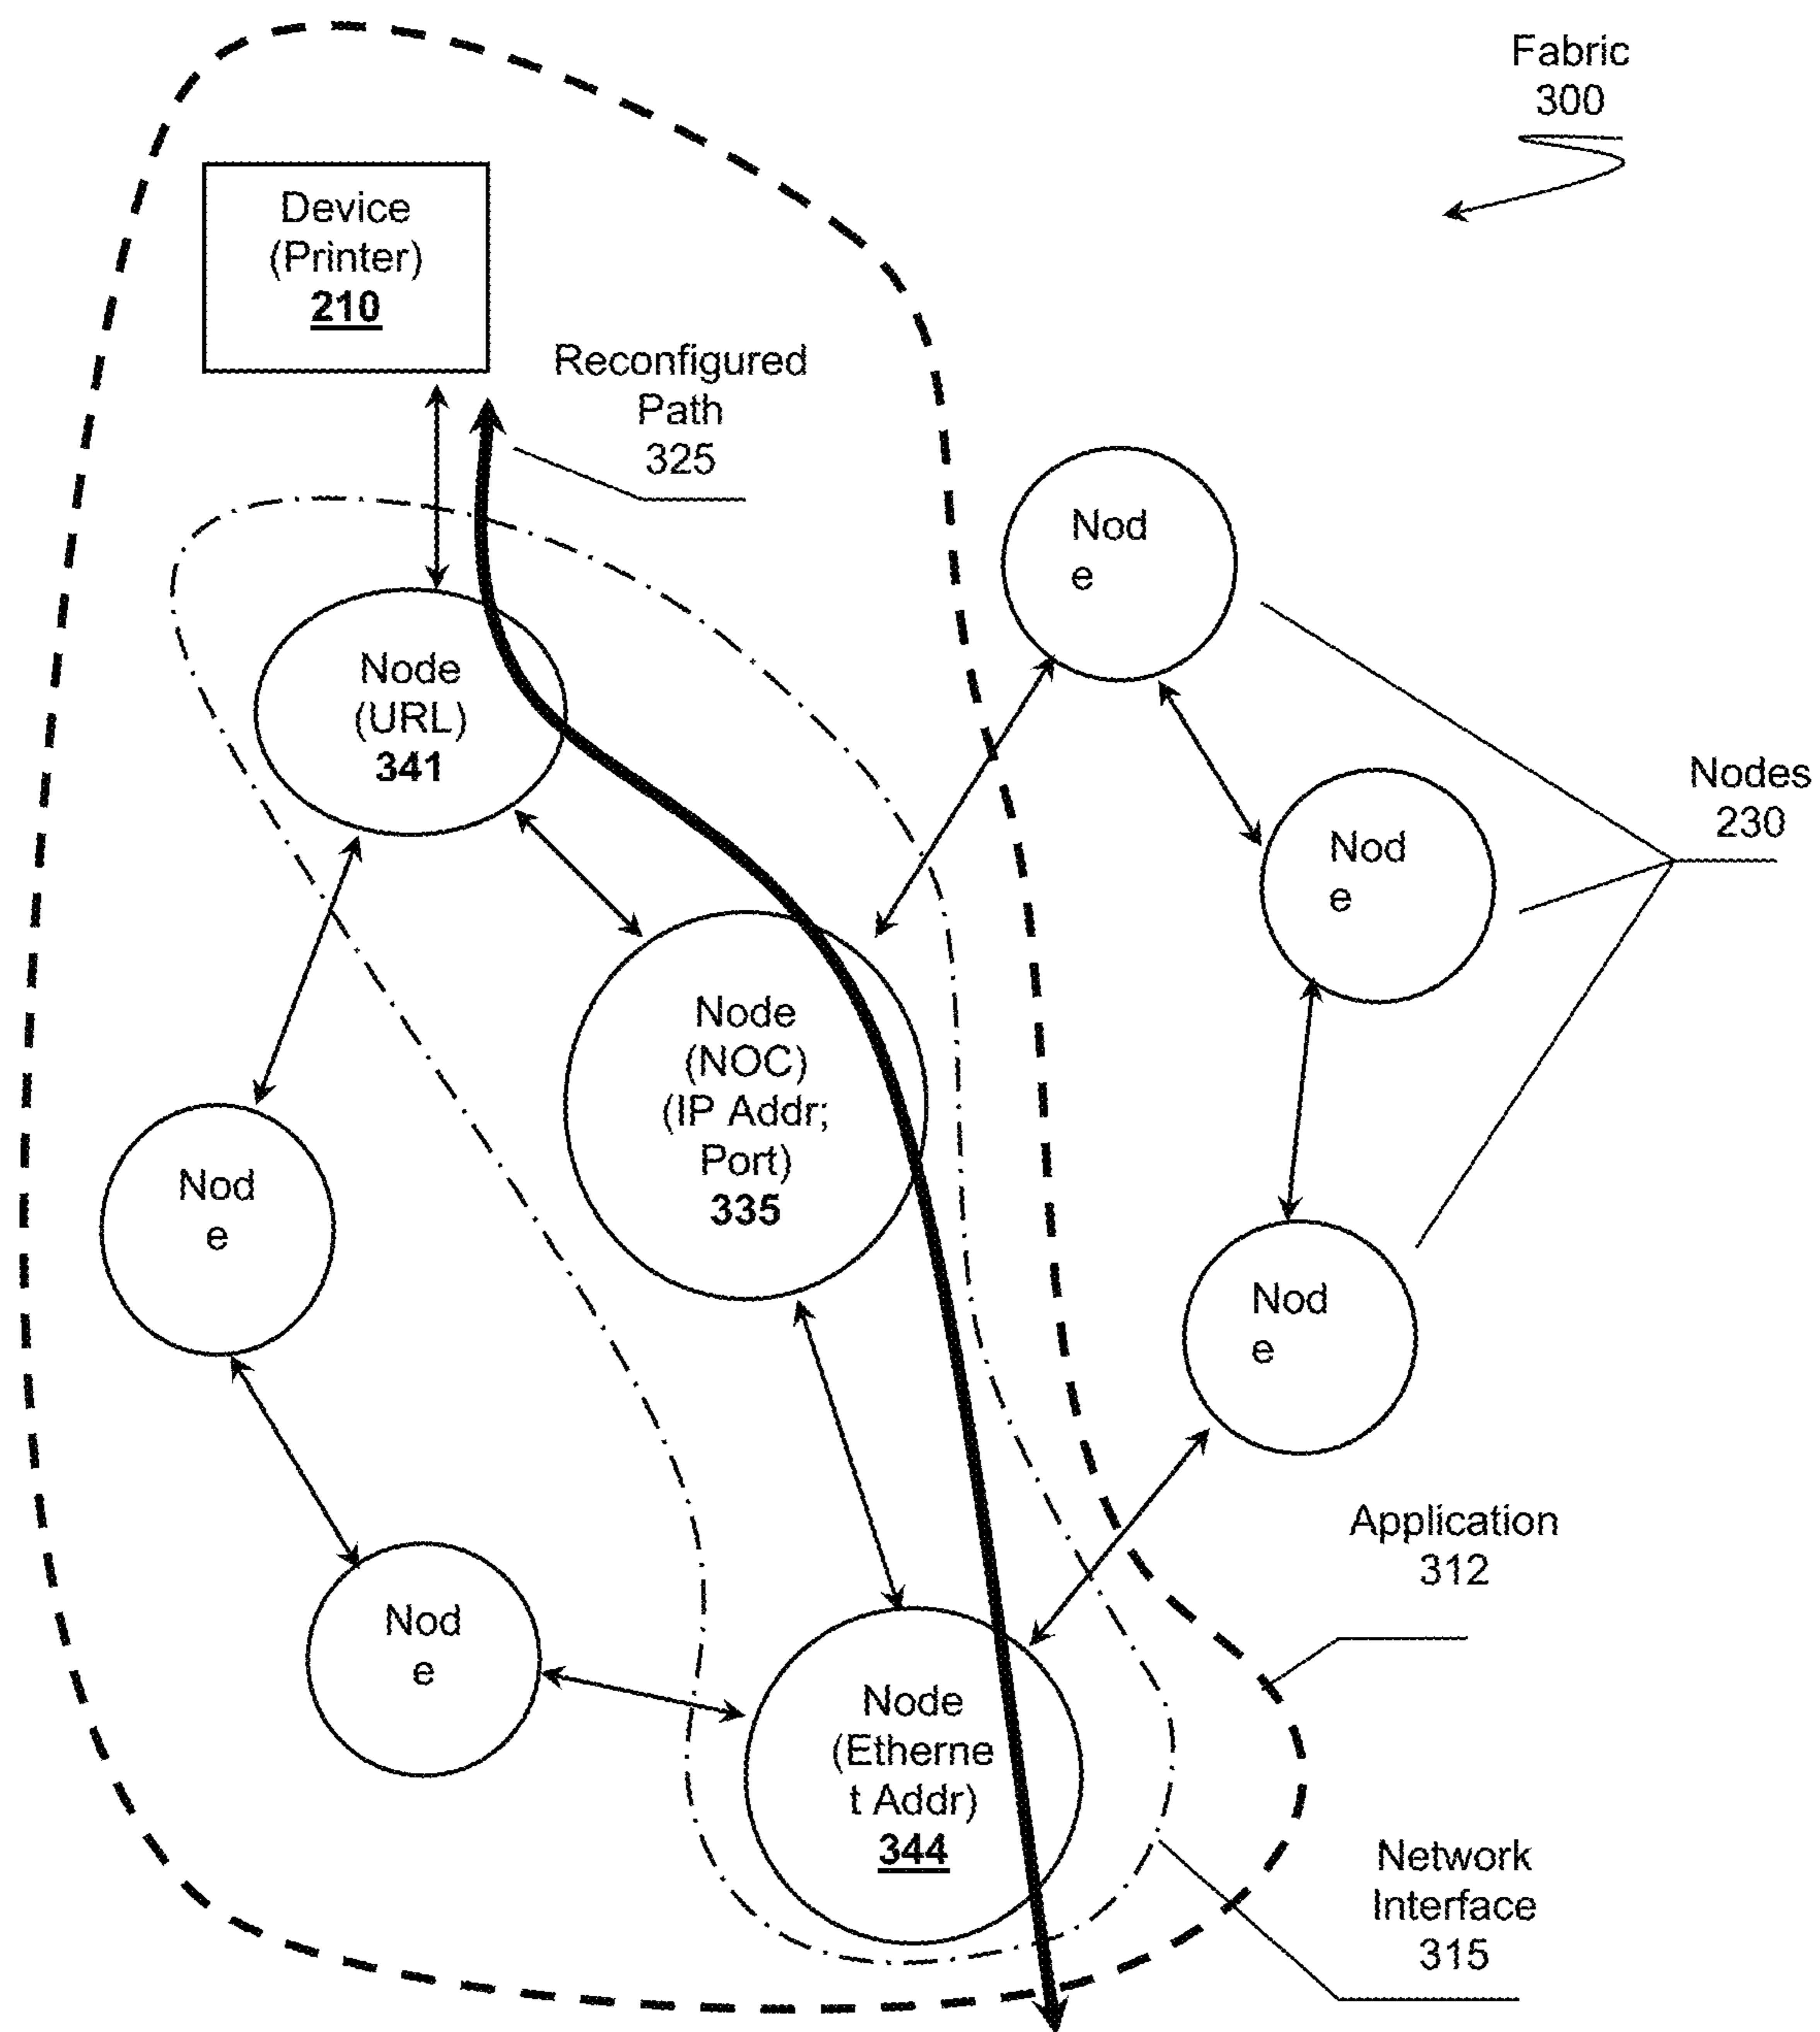 Fabric
300
Device
(Printer)
210
Reconfigured
Path
325
Nod
e
Node
(URL)
341
Nodes
230
Nod
e
Node
(NOC)
(IP Addr;
Port)
335
Nod
e
Nod
e
Application
312
Nod
e
Node
(Etherne
t Addr)
344
Network
Interface
315